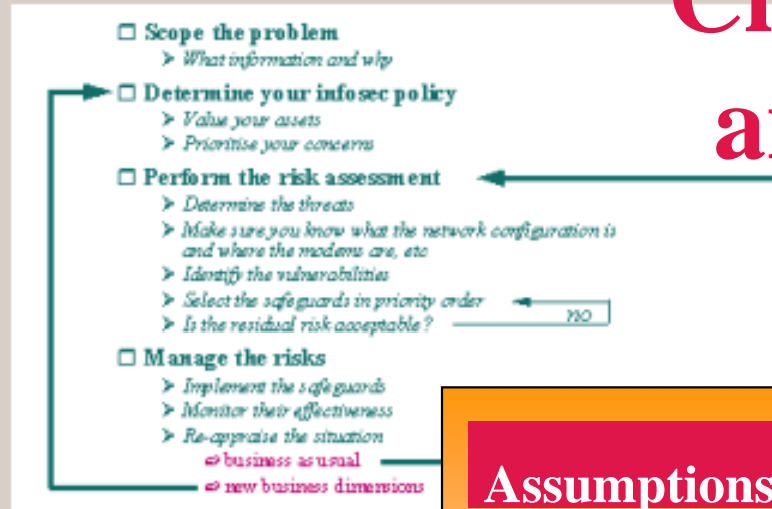 Scope the problem
What information and why
Determine your infosec policy
Value your assets
Prioritise your concerns
Perform the risk assessment
Determine the threats
Make sure you know what the network configuration is
and where the modems are, etc
Identify the vulnerabilities
Select the safeguards in priority order
no
Is the residual risk acceptable?
Manage the risks
Implement the safeguards
Monitor their effectiveness
Re-appraise the situation
business as usual
new business dimensions
Assumptions